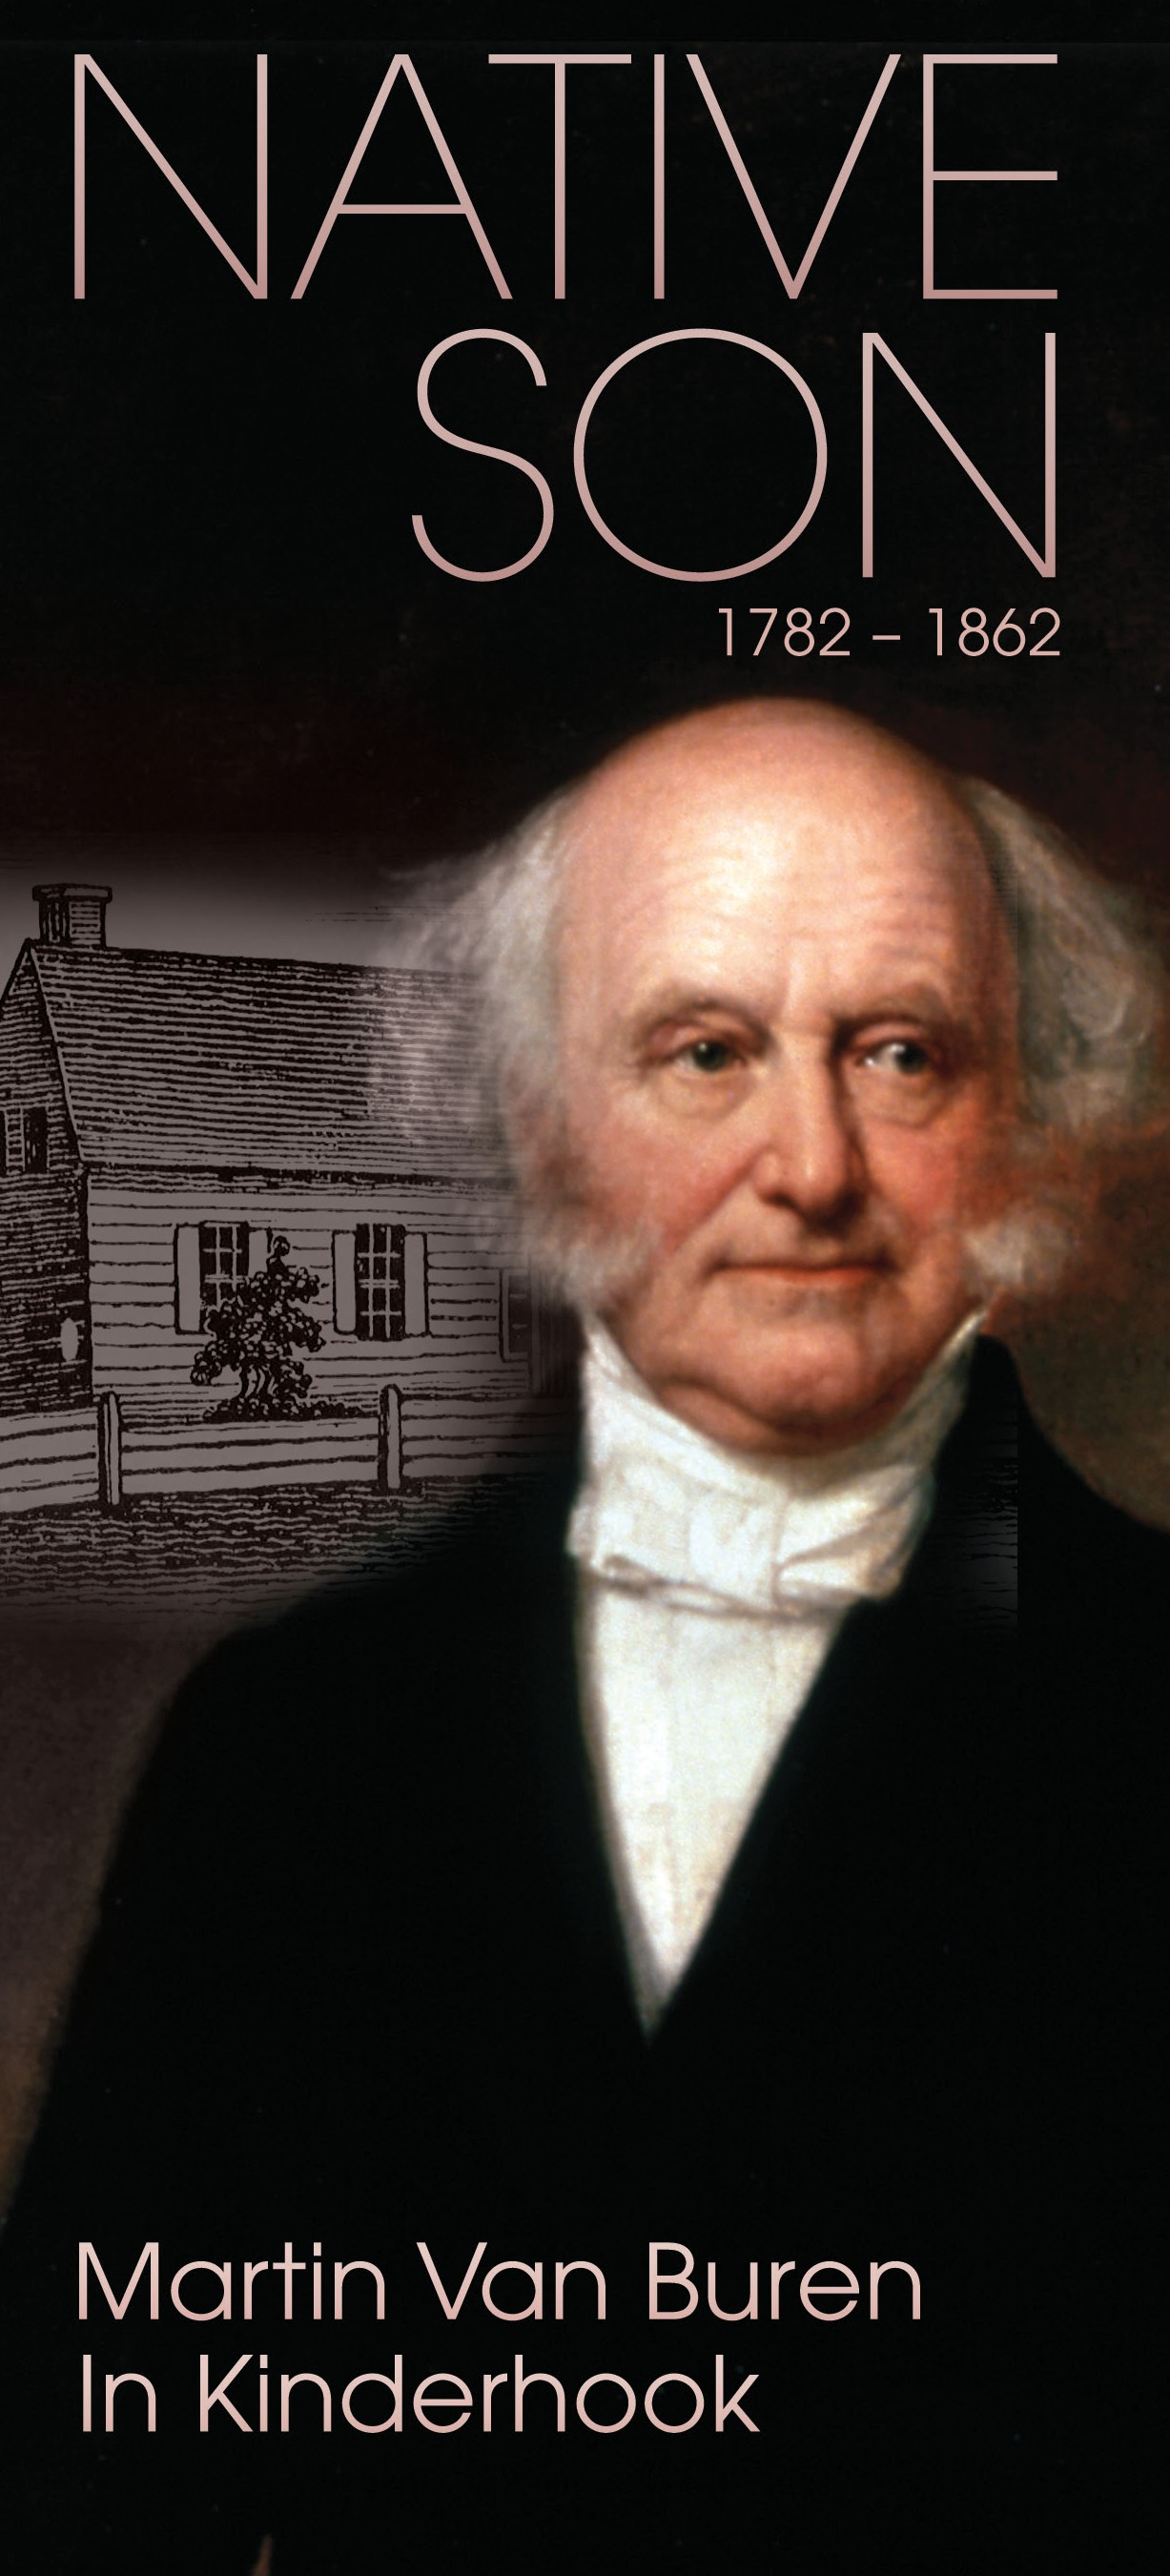 NATIVE
SON
1782 – 1862
Martin Van Buren
In Kinderhook